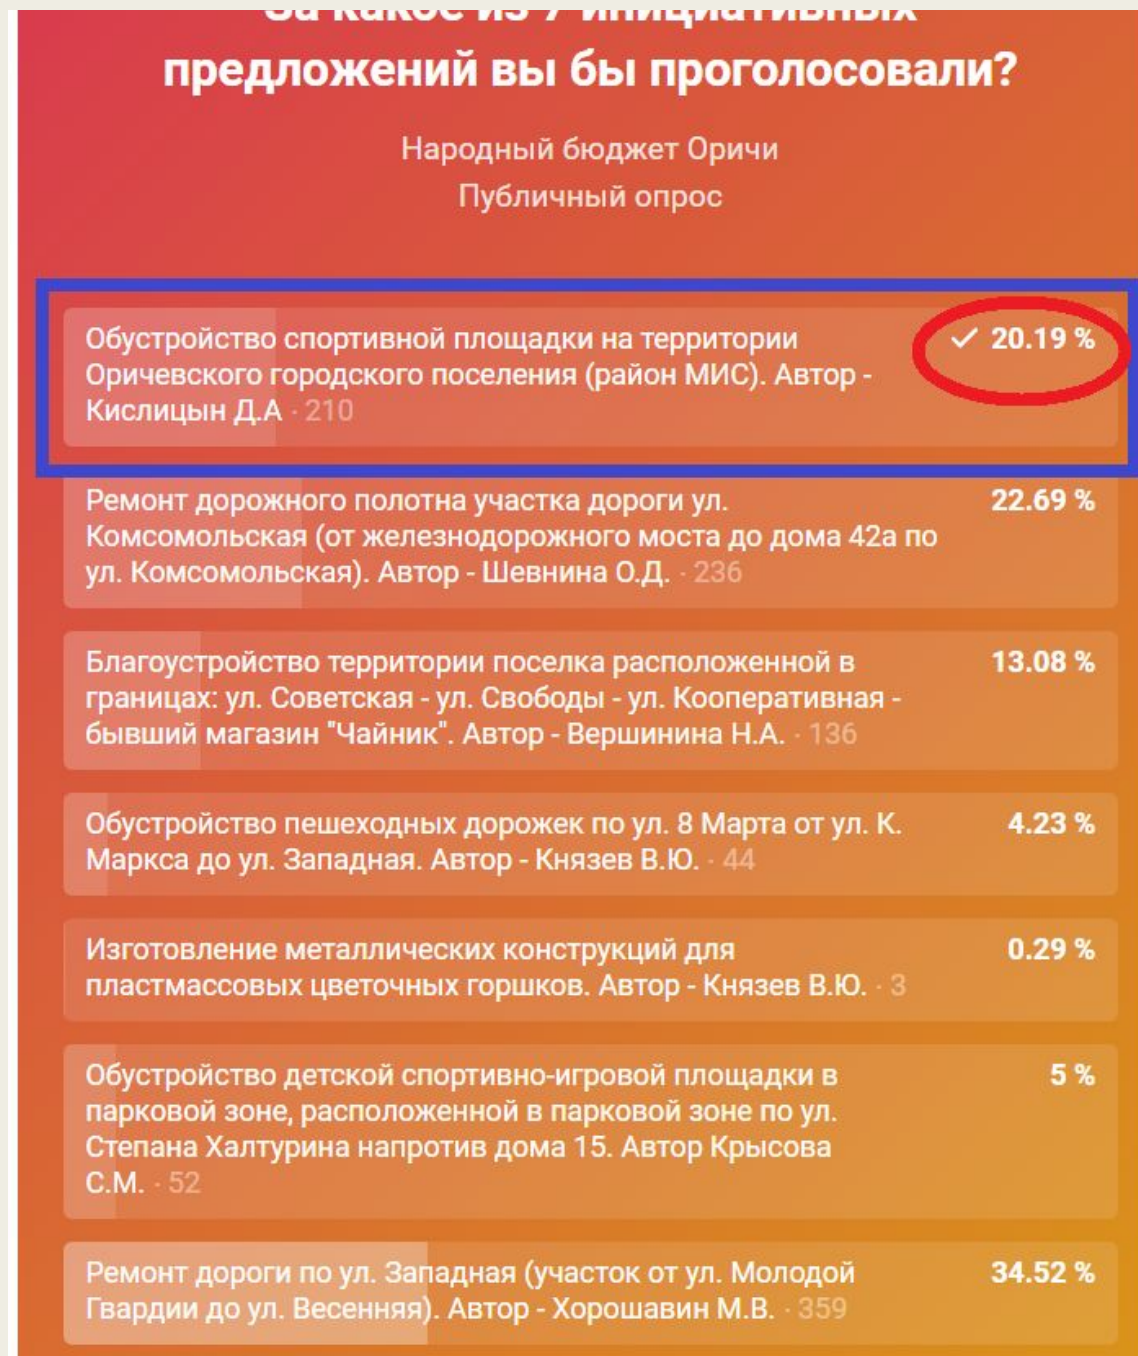 За какое из 7 инициативных
предложений вы бы проголосовали?
Народный бюджет Оричи
Публичный опрос
Обустройство спортивной площадки на территории
Оричевского городского поселения (район МИС). Автор -
Кислицын Д.А · 210
20.19 %
Ремонт дорожного полотна участка дороги ул.
Комсомольская (от железнодорожного моста до дома 42а по
ул. Комсомольская). Автор - Шевнина О.Д. · 236
22.69 %
Благоустройство территории поселка расположенной в
границах: ул. Советская - ул. Свободы - ул. Кооперативная -
бывший магазин "Чайник". Автор - Вершинина Н.А. · 136
13.08 %
Обустройство пешеходных дорожек по ул. 8 Марта от ул. К.
Маркса до ул. Западная. Автор - Князев В.Ю. · 44
4.23 %
Изготовление металлических конструкций для
пластмассовых цветочных горшков. Автор - Князев В.Ю. · 3
0.29 %
Обустройство детской спортивно-игровой площадки в
парковой зоне, расположенной в парковой зоне по ул.
Степана Халтурина напротив дома 15. Автор Крысова
С.М. · 52
5 %
Ремонт дороги по ул. Западная (участок от ул. Молодой
Гвардии до ул. Весенняя). Автор - Хорошавин М.В. · 359
34.52 %